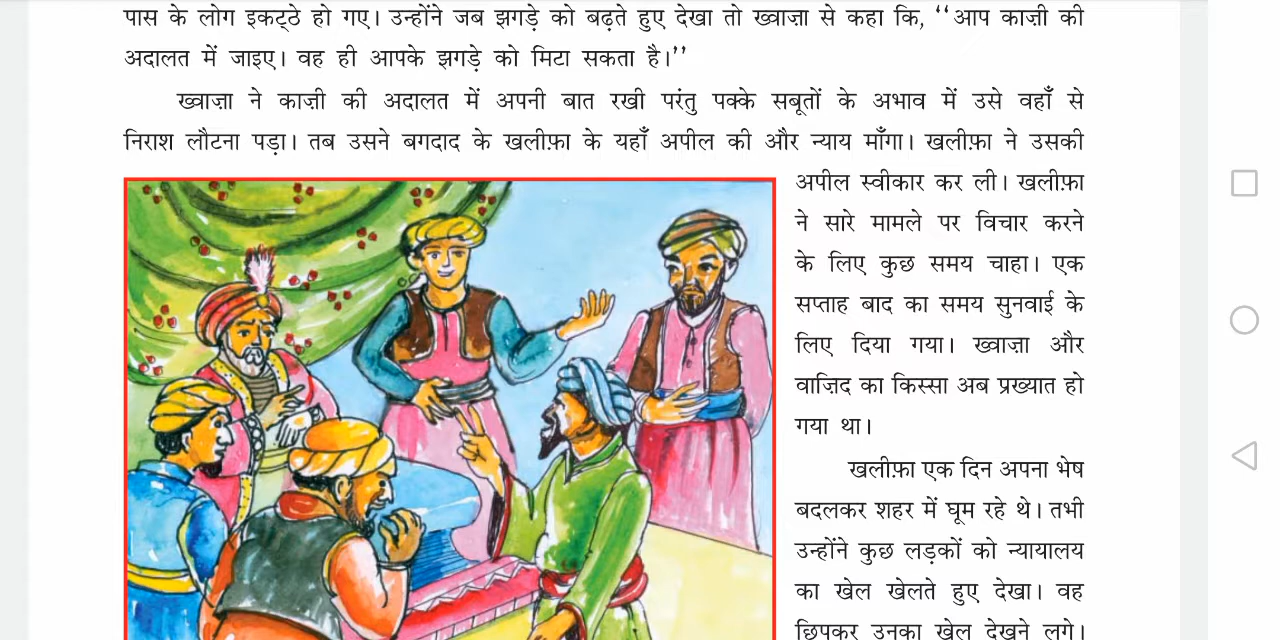 पास के लोग इकट्ठे हो गए। उन्होंने जब झगड़े को बढ़ते हुए देखा तो ख्वाज़ा से कहा कि, ‘‘आप काज़ी की
अदालत में जाइए। वह ही आपके झगड़े को मिटा सकता है।’’
ख्वाज़ा ने काज़ी की अदालत में अपनी बात रखी परंतु पक्के सबूतों के अभाव में उसे वहाँ से
निराश लौटना पड़ा। तब उसने बगदाद के खलीफ़ा के यहाँ अपील की और न्याय माँगा। खलीफ़ा ने उसकी
अपील स्वीकार कर ली। खलीफ़ा
ने सारे मामले पर विचार करने
के लिए कुछ समय चाहा। एक
सप्ताह बाद का समय सुनवाई के
लिए दिया गया। ख्वाज़ा और
वाज़िद का किस्सा अब प्रख्यात हो
गया था।
खलीफ़ा एक दिन अपना भेष
बदलकर शहर में घूम रहे थे। तभी
उन्होंने कुछ लड़कों को न्यायालय
का खेल खेलते हुए देखा। वह
छिपकर उनका खेल देखने लगे।